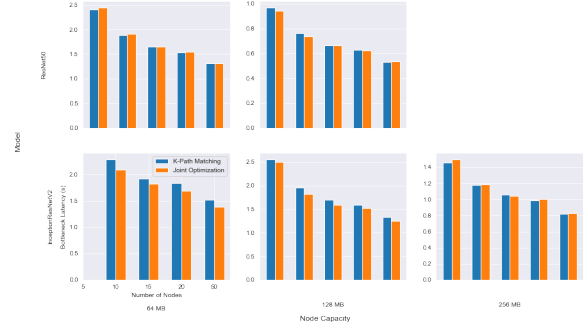 2.5
2.0
1.5
1.0
0.5
0.0
ResNet50
1.0
0.8
0.6
0.4
0.2
0.0
Model
InceptionResNetV2
Bottleneck Latency (s)
2.0
1.5
1.0
0.5
0.0
K-Path Matching
Joint Optimization
5 10 15 20 50
Number of Nodes
64 MB
2.5
2.0
1.5
1.0
0.5
0.0
128 MB
1.4
1.2
1.0
0.8
0.6
0.4
0.2
0.0
256 MB
Node Capacity